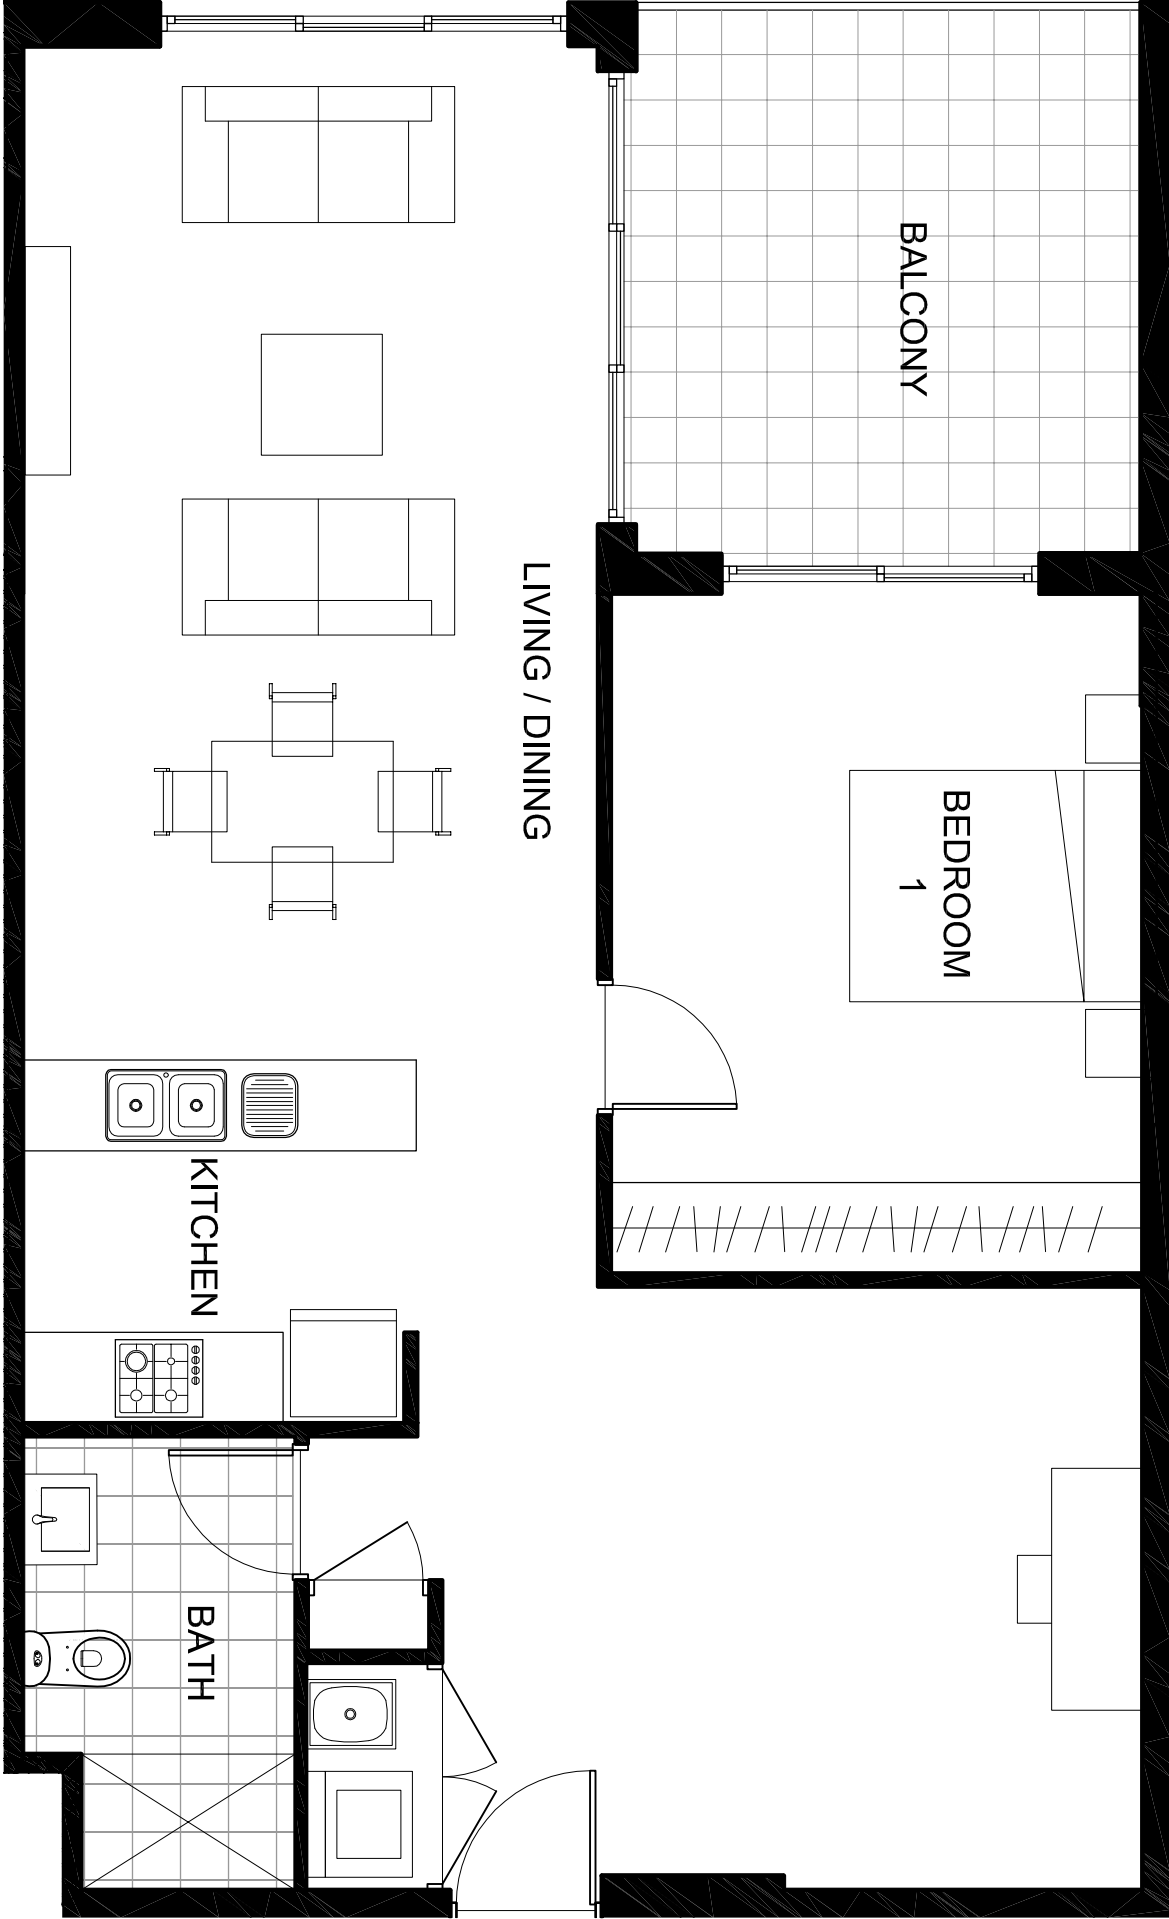 BALCONY
LIVING / DINING
BEDROOM
1
KITCHEN
BATH